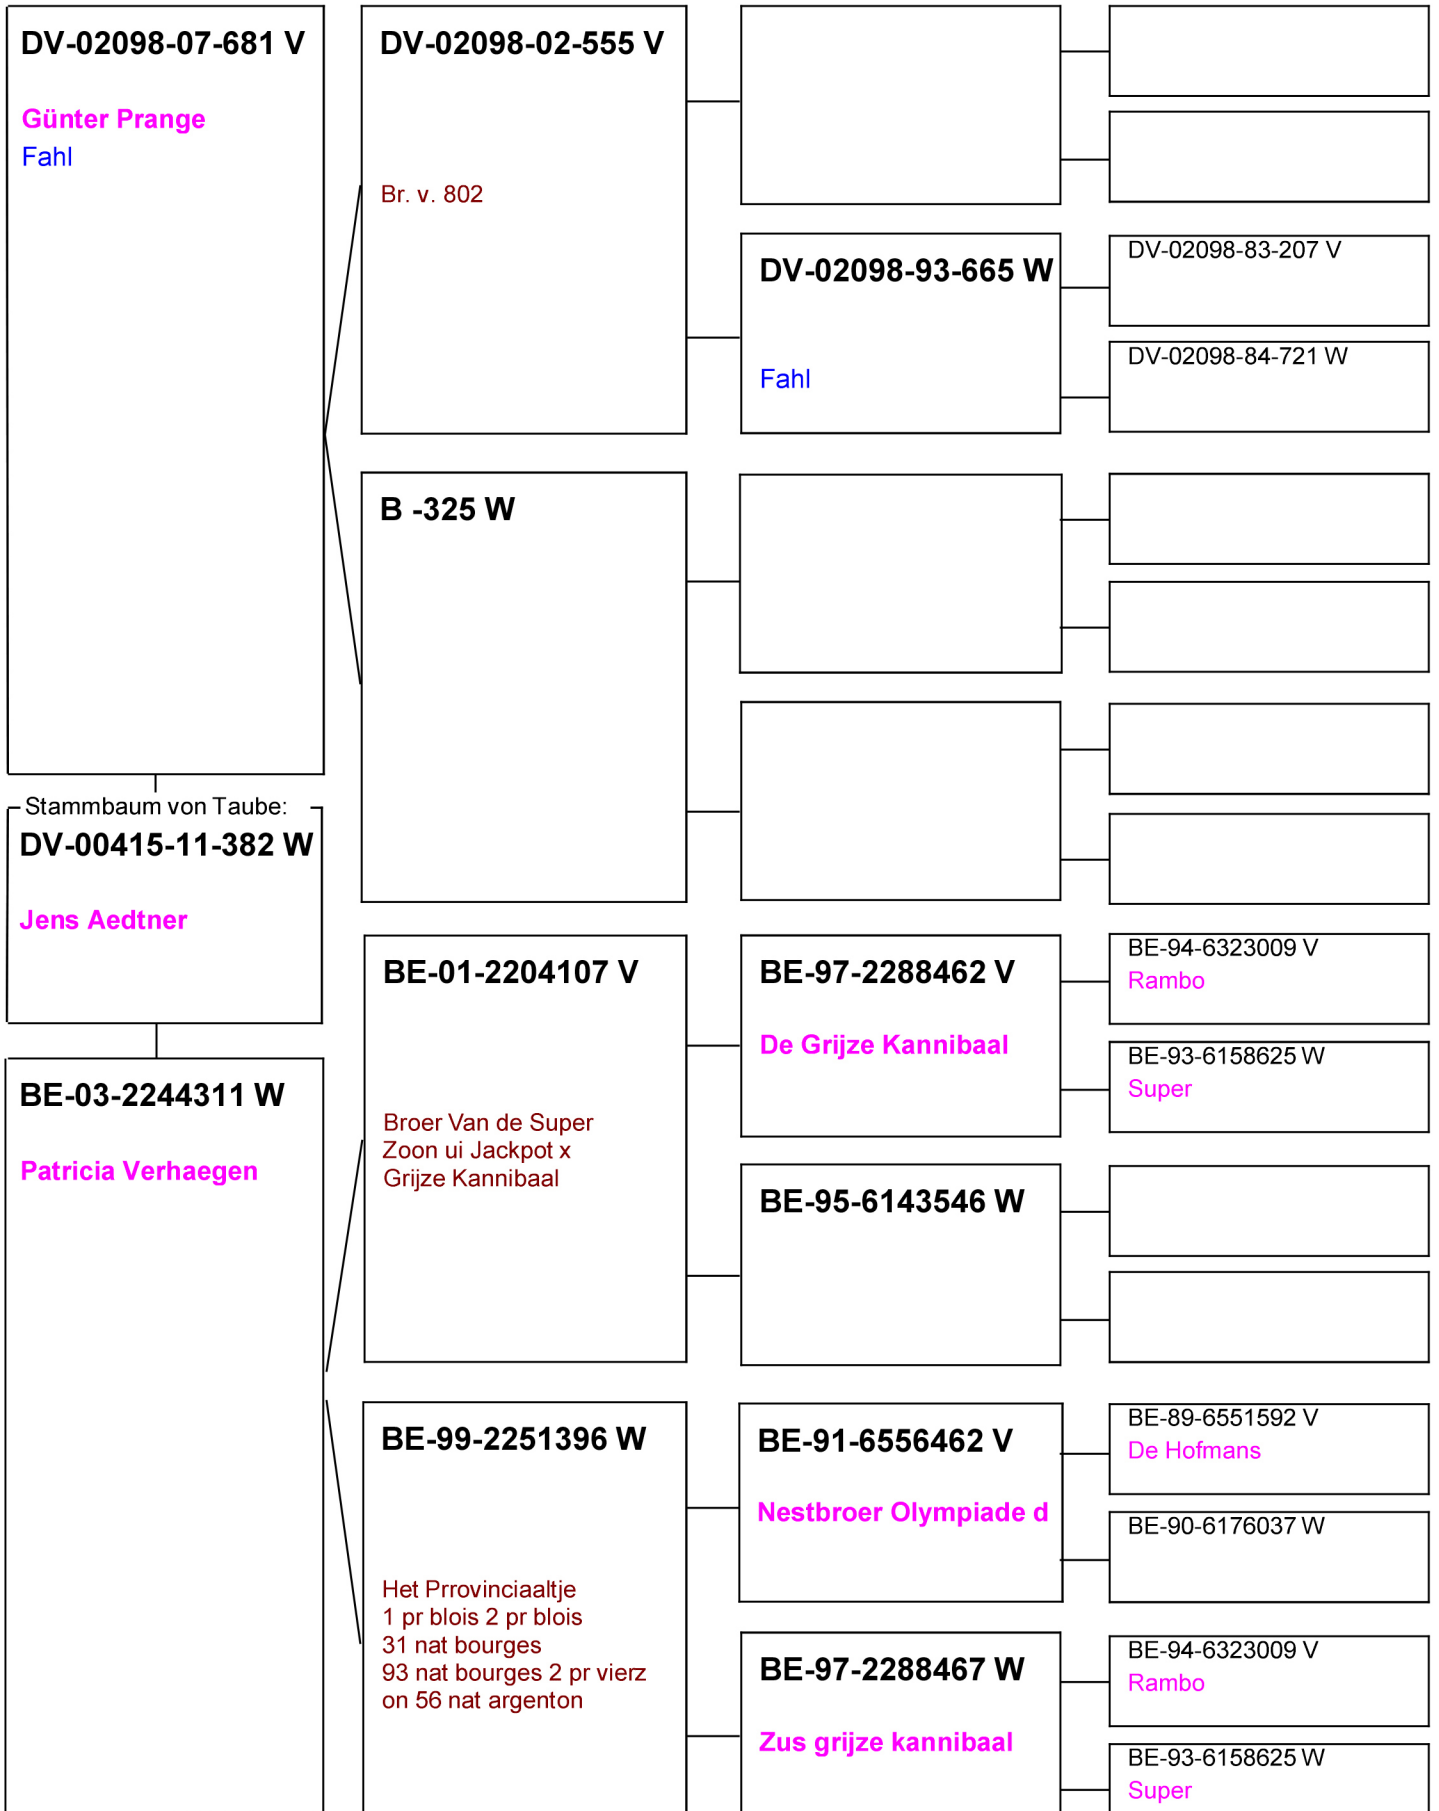 DV-02098-07-681 V
Günter Prange
Fahl
Stammbaum von Taube:
DV-00415-11-382 W
Jens Aedtner
BE-03-2244311 W
Patricia Verhaegen
DV-02098-02-555 V
Br. v. 802
B -325 W
BE-01-2204107 V
Broer Van de Super
Zoon ui Jackpot x
Grijze Kannibaal
BE-99-2251396 W
Het Prrovinciaaltje
1 pr blois 2 pr blois
31 nat bourges
93 nat bourges 2 pr vierz
on 56 nat argenton
DV-02098-93-665 W
Fahl
BE-97-2288462 V
De Grijze Kannibaal
BE-95-6143546 W
BE-91-6556462 V
Nestbroer Olympiade d
BE-97-2288467 W
Zus grijze kannibaal
DV-02098-83-207 V
DV-02098-84-721 W
BE-94-6323009 V
Rambo
BE-93-6158625 W
Super
BE-89-6551592 V
De Hofmans
BE-90-6176037 W
BE-94-6323009 V
Rambo
BE-93-6158625 W
Super